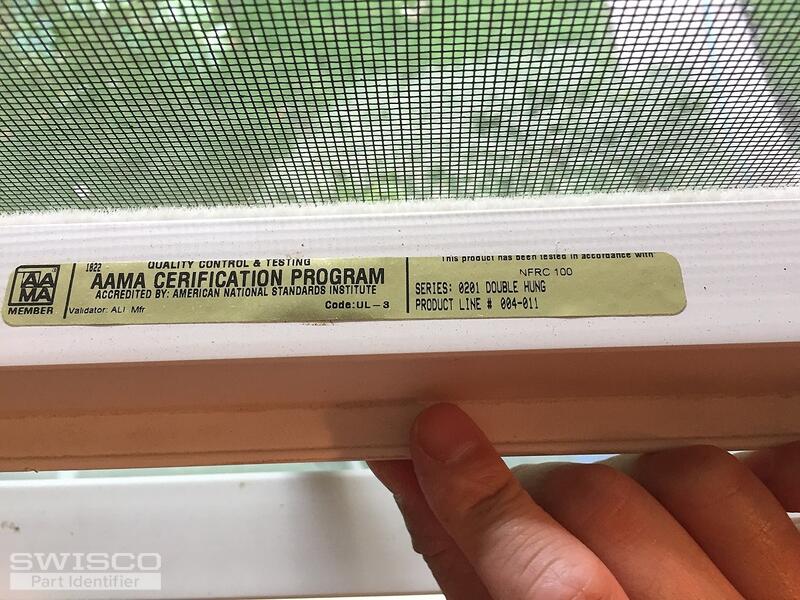 AAMA
MEMBER
1822
QUALITY CONTROL & TESTING
AAMA CERIFICATION PROGRAM
ACCREDITED BY: AMERICAN NATIONAL STANDARDS INSTITUTE
Code: UL-3
Validator: ALI Mfr
This product has been tested in accordance with
NFRC 100
SERIES: 0201 DOUBLE HUNG
PRODUCT LINE # 004-011
SWISCO
Part Identifier